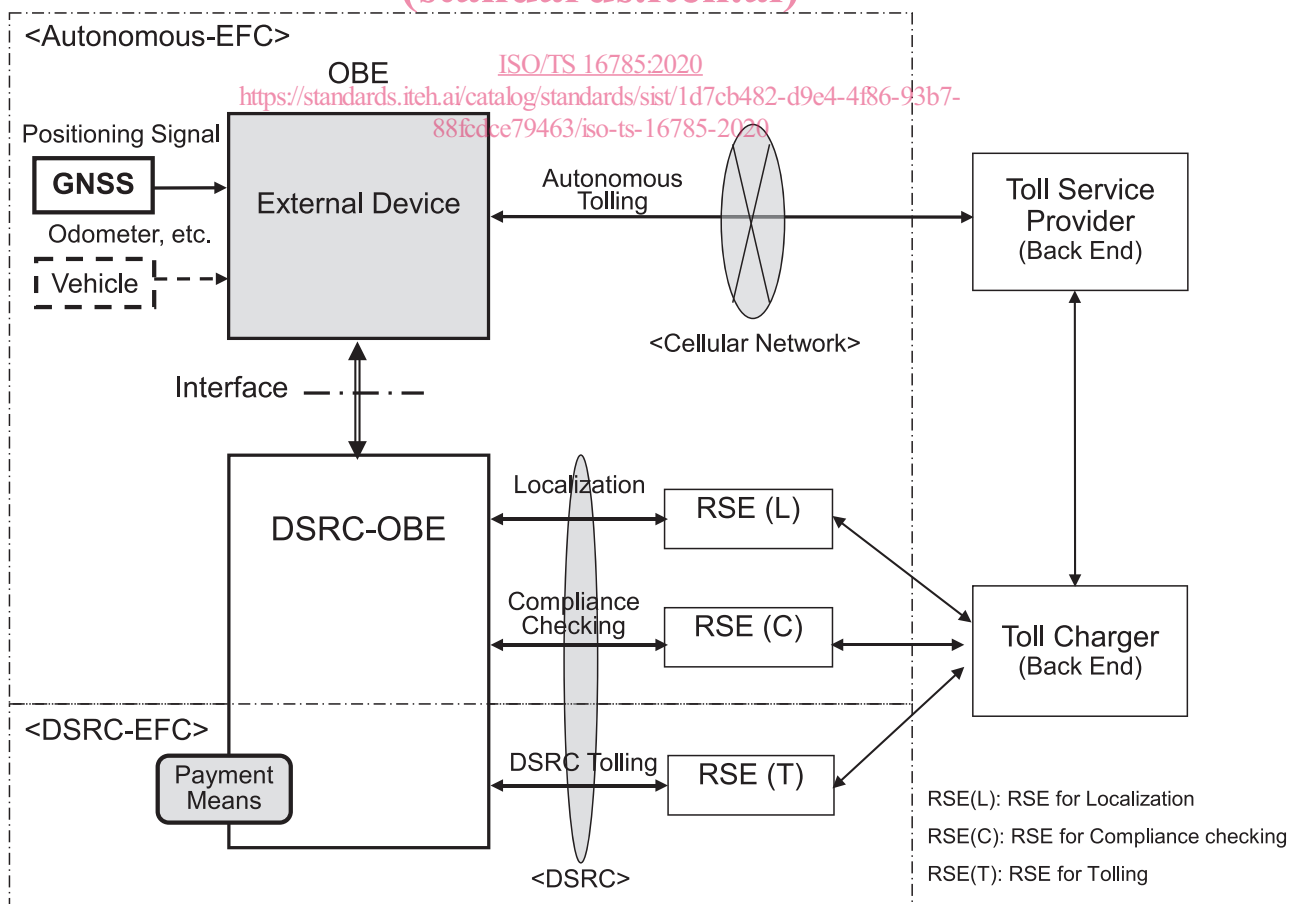 (standards.iteh.ai)
<Autonomous-EFC>
ISO/TS 16785:2020
OBE
https://standards.iteh.ai/catalog/standards/sist/1d7cb482-d9e4-4f86-93b7-
88fcdce79463/iso-ts-16785-2020
Positioning Signal
GNSS
External Device
Autonomous
Tolling
Toll Service
Provider
(Back End)
Odometer, etc.
Vehicle
<Cellular Network>
Interface
Localization
RSE (L)
DSRC-OBE
Compliance
Checking
RSE (C)
Toll Charger
(Back End)
<DSRC-EFC>
Payment
Means
DSRC Tolling
RSE (T)
<DSRC>
RSE(L): RSE for Localization
RSE(C): RSE for Compliance checking
RSE(T): RSE for Tolling